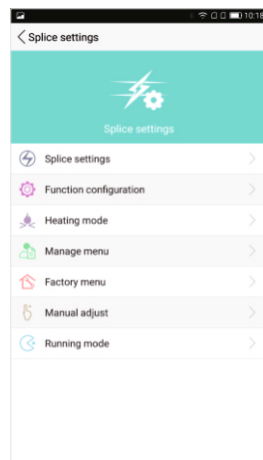 10:18
Splice settings
Splice settings
Splice settings
Function configuration
Heating mode
Manage menu
Factory menu
Manual adjust
Running mode